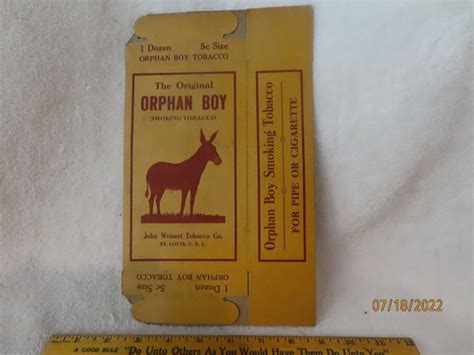 1 Dozen 5c Size
ORPHAN BOY TOBACCO
The Original
ORPHAN BOY
SMOKING TOBACCO
John Weisert Tobacco Co.
ST. LOUIS, U. S. A.
Orphan Boy Smoking Tobacco
FOR PIPE OR CIGARETTE
ORPHAN BOY TOBACCO
1 Dozen 5c Size
07/18/2022
A GOOD RULE "Do Unto Others As You Would Have Them Do Unto You"